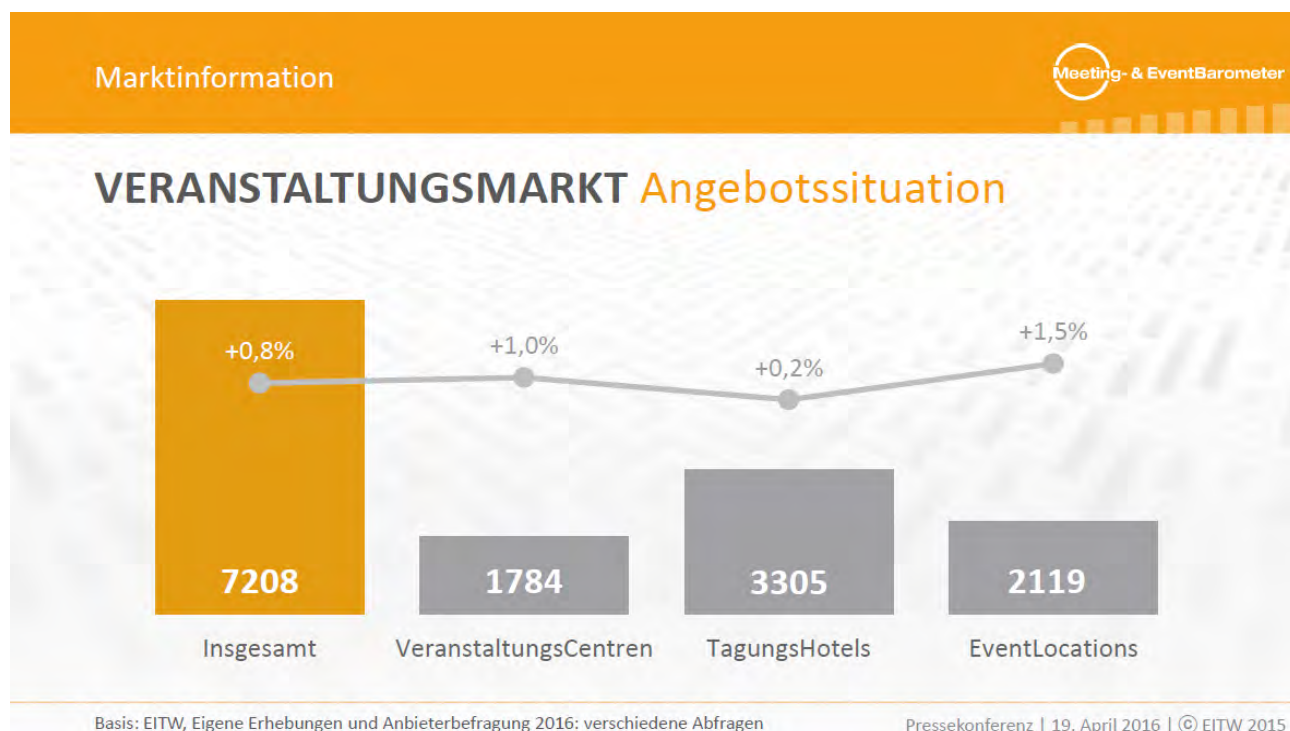 Marktinformation
Meeting- & EventBarometer
VERANSTALTUNGSMARKT Angebotssituation
+0,8%
+1,0%
+0,2%
+1,5%
7208
1784
3305
2119
Insgesamt
VeranstaltungsCentren
TagungsHotels
EventLocations
Basis: EITW, Eigene Erhebungen und Anbieterbefragung 2016: verschiedene Abfragen
Pressekonferenz | 19. April 2016 | © EITW 2015